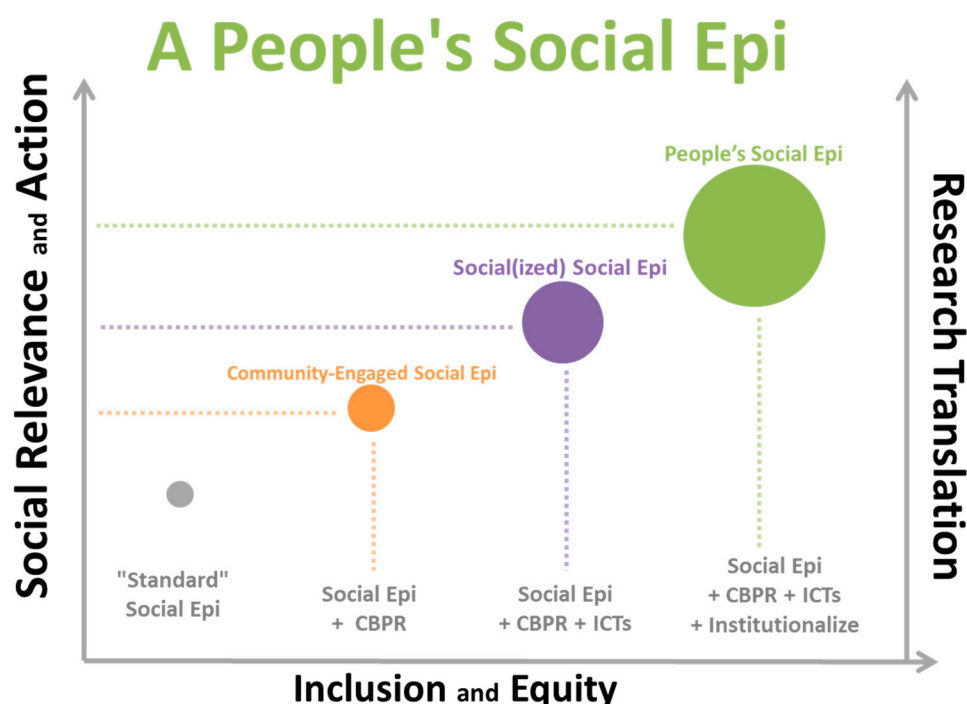 A People's Social Epi
Social Relevance and Action
Research Translation
People's Social Epi
Social(ized) Social Epi
Community-Engaged Social Epi
"Standard"
Social Epi
Social Epi
+ CBPR
Social Epi
+ CBPR + ICTs
Social Epi
+ CBPR + ICTs
+ Institutionalize
Inclusion and Equity